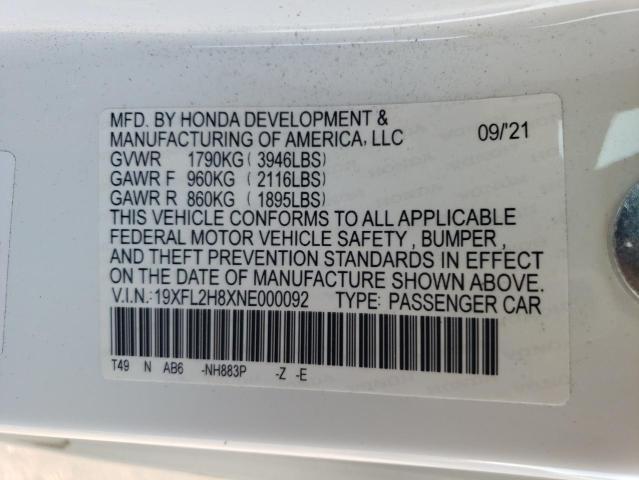 MFD. BY HONDA DEVELOPMENT &
MANUFACTURING OF AMERICA, LLC 09/'21
GVWR 1790KG ( 3946LBS)
GAWR F 960KG ( 2116LBS)
GAWR R 860KG ( 1895LBS)
THIS VEHICLE CONFORMS TO ALL APPLICABLE
FEDERAL MOTOR VEHICLE SAFETY , BUMPER ,
AND THEFT PREVENTION STANDARDS IN EFFECT
ON THE DATE OF MANUFACTURE SHOWN ABOVE.
V.I.N.:19XFL2H8XNE000092 TYPE: PASSENGER CAR
T49 N AB6 -NH883P -Z -E